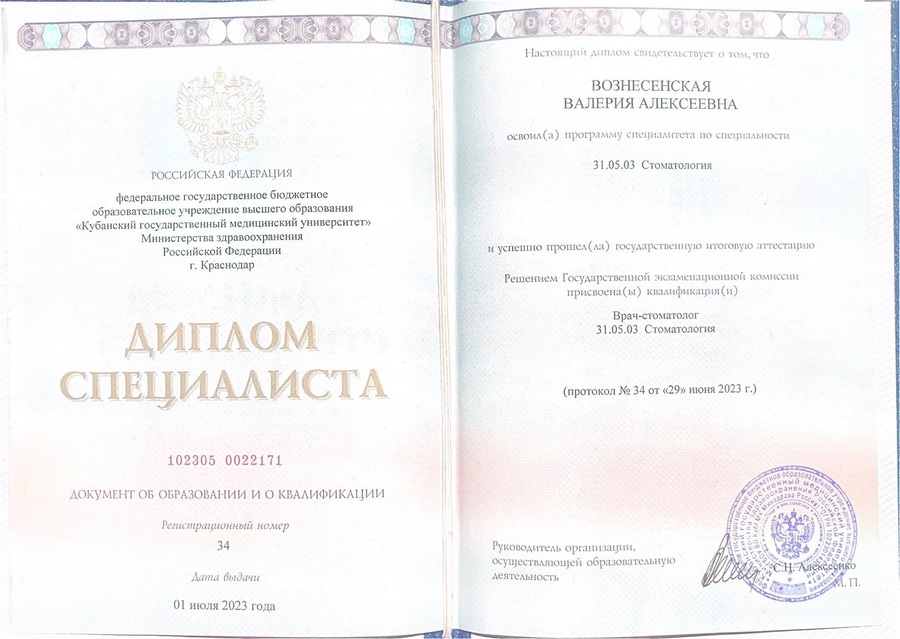 РОССИЙСКАЯ ФЕДЕРАЦИЯ
федеральное государственное бюджетное
образовательное учреждение высшего образования
«Кубанский государственный медицинский университет»
Министерства здравоохранения
Российской Федерации
г. Краснодар
ДИПЛОМ
СПЕЦИАЛИСТА
102305 0022171
ДОКУМЕНТ ОБ ОБРАЗОВАНИИ И О КВАЛИФИКАЦИИ
Регистрационный номер
34
Дата выдачи
01 июля 2023 года
Настоящий диплом свидетельствует о том, что
ВОЗНЕСЕНСКАЯ
ВАЛЕРИЯ АЛЕКСЕЕВНА
освоил(а) программу специалитета по специальности
31.05.03 Стоматология
и успешно прошел(ла) государственную итоговую аттестацию
Решением Государственной экзаменационной комиссии
присвоена(ы) квалификация(и)
Врач-стоматолог
31.05.03 Стоматология
(протокол № 34 от «29» июня 2023 г.)
Руководитель организации,
осуществляющей образовательную
деятельность
С.Н. Алексеенко
М. П.